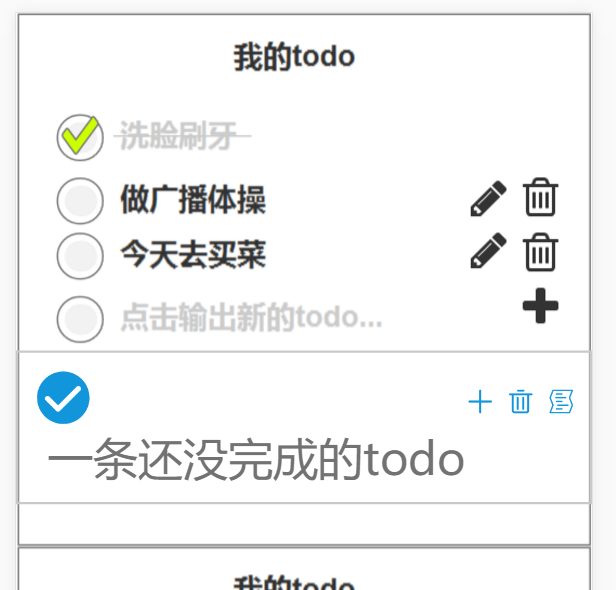 我的todo
洗脸刷牙
做广播体操
今天去买菜
点击输出新的todo...
一条还没完成的todo
我的todo